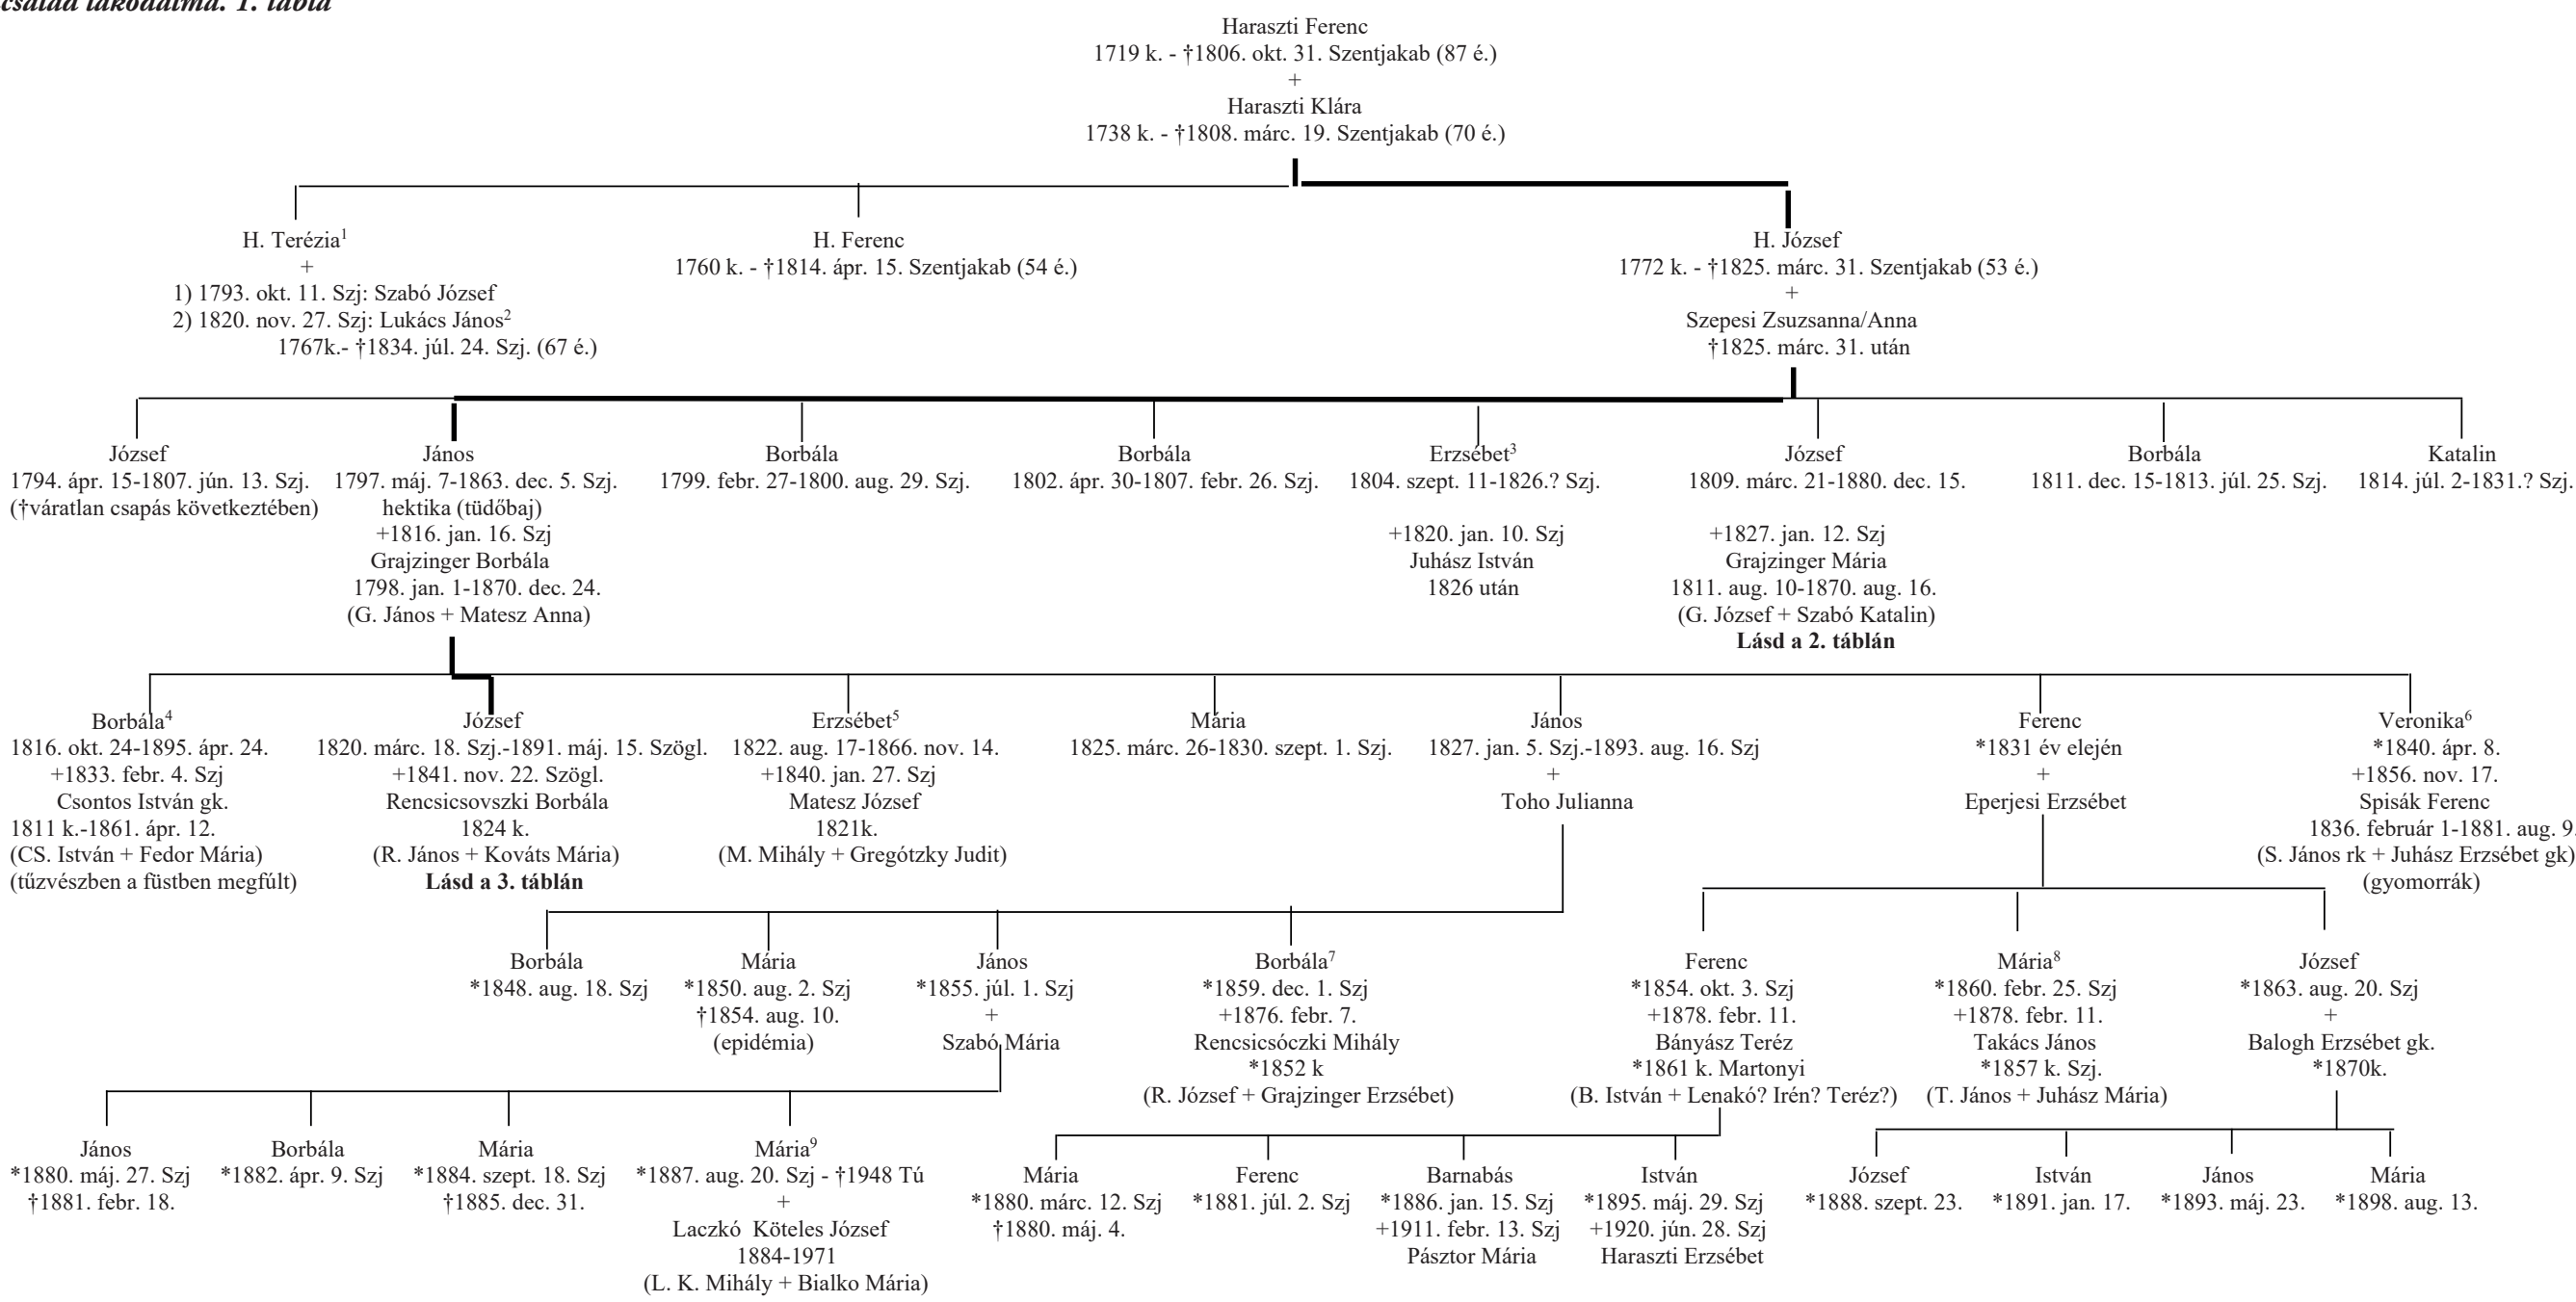 család lakodalma. 1. tábla
Haraszti Ferenc
1719 k. - †1806. okt. 31. Szentjakab (87 é.)
+
Haraszti Klára
1738 k. - †1808. márc. 19. Szentjakab (70 é.)
H. Terézia1
+
1) 1793. okt. 11. Szj: Szabó József
2) 1820. nov. 27. Szj: Lukács János2
1767k.- †1834. júl. 24. Szj. (67 é.)
H. Ferenc
1760 k. - †1814. ápr. 15. Szentjakab (54 é.)
H. József
1772 k. - †1825. márc. 31. Szentjakab (53 é.)
+
Szepesi Zsuzsanna/Anna
†1825. márc. 31. után
József
1794. ápr. 15-1807. jún. 13. Szj.
(†váratlan csapás következtében)
János
1797. máj. 7-1863. dec. 5. Szj.
hektika (tüdőbaj)
+1816. jan. 16. Szj
Grajzinger Borbála
1798. jan. 1-1870. dec. 24.
(G. János + Matesz Anna)
Borbála
1799. febr. 27-1800. aug. 29. Szj.
Borbála
1802. ápr. 30-1807. febr. 26. Szj.
Erzsébet3
1804. szept. 11-1826.? Szj.
+1820. jan. 10. Szj
Juhász István
1826 után
József
1809. márc. 21-1880. dec. 15.
+1827. jan. 12. Szj
Grajzinger Mária
1811. aug. 10-1870. aug. 16.
(G. József + Szabó Katalin)
Lásd a 2. táblán
Borbála
1811. dec. 15-1813. júl. 25. Szj.
Katalin
1814. júl. 2-1831.? Szj.
Borbála4
1816. okt. 24-1895. ápr. 24.
+1833. febr. 4. Szj
Csontos István gk.
1811 k.-1861. ápr. 12.
(CS. István + Fedor Mária)
(tűzvészben a füstben megfúlt)
József
1820. márc. 18. Szj.-1891. máj. 15. Szögl.
+1841. nov. 22. Szögl.
Rencsicsovszki Borbála
1824 k.
(R. János + Kováts Mária)
Lásd a 3. táblán
Erzsébet5
1822. aug. 17-1866. nov. 14.
+1840. jan. 27. Szj
Matesz József
1821k.
(M. Mihály + Gregótzky Judit)
Mária
1825. márc. 26-1830. szept. 1. Szj.
János
1827. jan. 5. Szj.-1893. aug. 16. Szj
+
Toho Julianna
Ferenc
*1831 év elején
+
Eperjesi Erzsébet
Veronika6
*1840. ápr. 8.
+1856. nov. 17.
Spisák Ferenc
1836. február 1-1881. aug. 9.
(S. János rk + Juhász Erzsébet gk)
(gyomorrák)
Borbála
*1848. aug. 18. Szj
Mária
*1850. aug. 2. Szj
†1854. aug. 10.
(epidémia)
János
*1855. júl. 1. Szj
+
Szabó Mária
Borbála7
*1859. dec. 1. Szj
+1876. febr. 7.
Rencsicsóczki Mihály
*1852 k
(R. József + Grajzinger Erzsébet)
Ferenc
*1854. okt. 3. Szj
+1878. febr. 11.
Bányász Teréz
*1861 k. Martonyi
(B. István + Lenakó? Irén? Teréz?)
Mária8
*1860. febr. 25. Szj
+1878. febr. 11.
Takács János
*1857 k. Szj.
(T. János + Juhász Mária)
József
*1863. aug. 20. Szj
+
Balogh Erzsébet gk.
*1870k.
János
*1880. máj. 27. Szj
†1881. febr. 18.
Borbála
*1882. ápr. 9. Szj
Mária
*1884. szept. 18. Szj
†1885. dec. 31.
Mária9
*1887. aug. 20. Szj - †1948 Tú
+
Laczkó Köteles József
1884-1971
(L. K. Mihály + Bialko Mária)
Mária
*1880. márc. 12. Szj
†1880. máj. 4.
Ferenc
*1881. júl. 2. Szj
Barnabás
*1886. jan. 15. Szj
+1911. febr. 13. Szj
Pásztor Mária
István
*1895. máj. 29. Szj
+1920. jún. 28. Szj
Haraszti Erzsébet
József
*1888. szept. 23.
István
*1891. jan. 17.
János
*1893. máj. 23.
Mária
*1898. aug. 13.